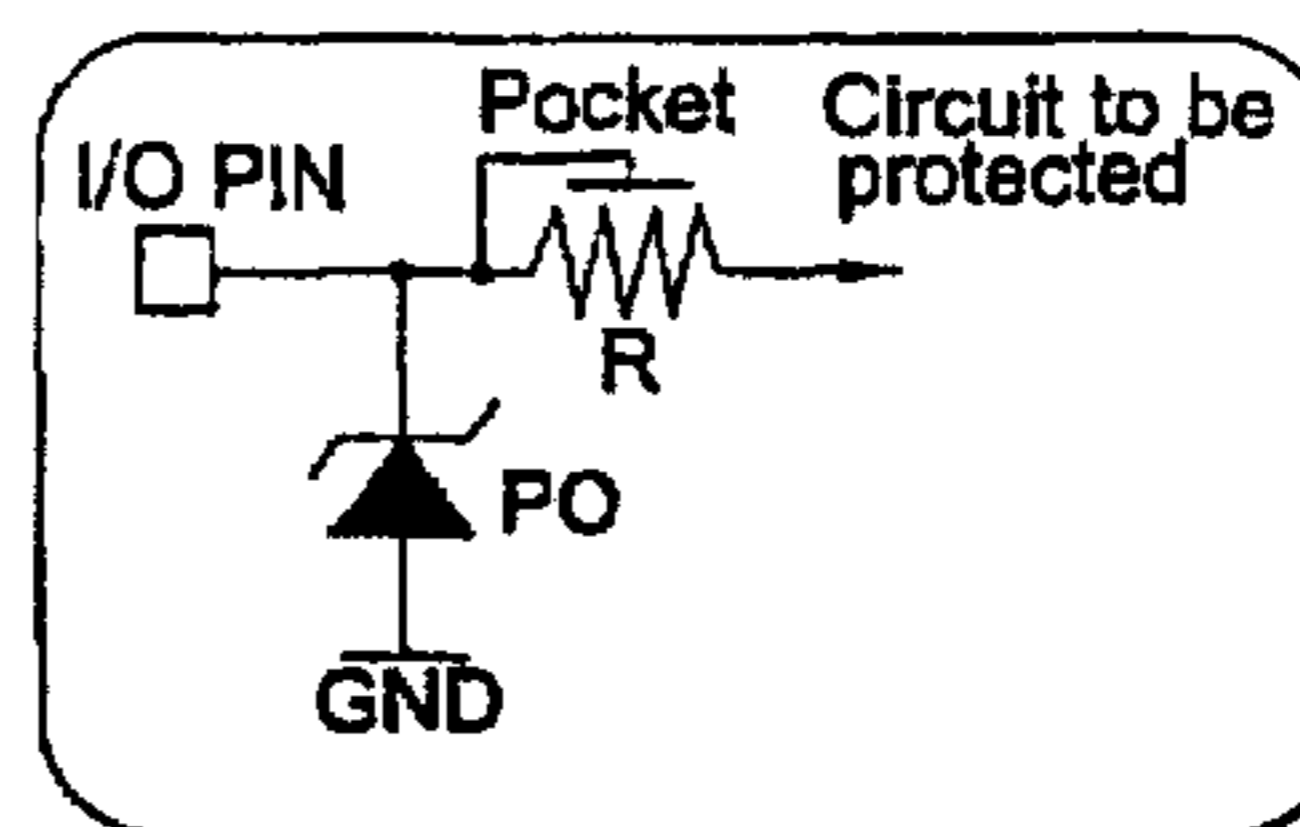 Pocket
Circuit to be
protected
I/O PIN
R
PO
GND